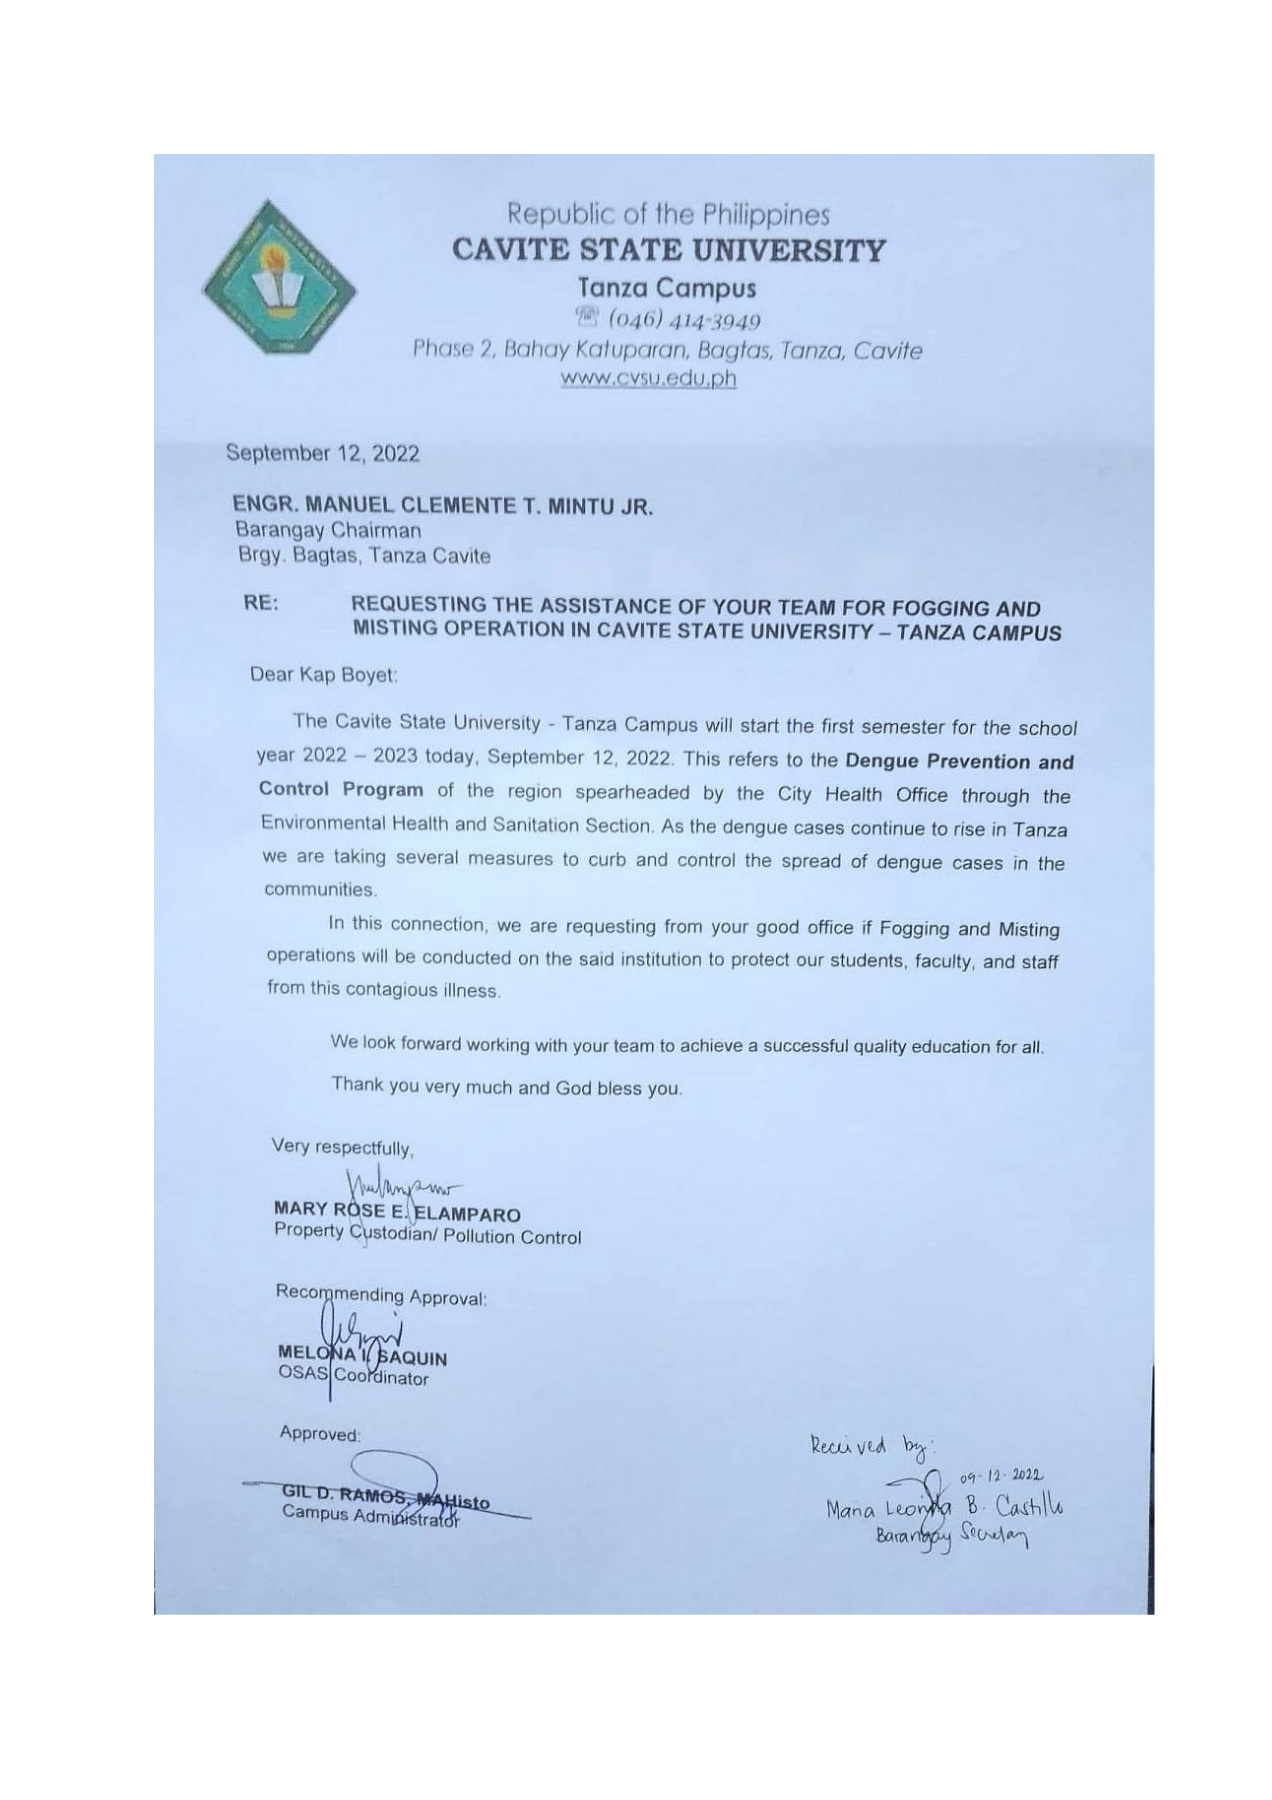 Republic of the Philippines
CAVITE STATE UNIVERSITY
Tanza Campus
☏ (046) 414-3949
Phase 2, Bahay Katuparan, Bagtas, Tanza, Cavite
www.cvsu.edu.ph
September 12, 2022
ENGR. MANUEL CLEMENTE T. MINTU JR.
Barangay Chairman
Brgy. Bagtas, Tanza Cavite
RE: REQUESTING THE ASSISTANCE OF YOUR TEAM FOR FOGGING AND
MISTING OPERATION IN CAVITE STATE UNIVERSITY – TANZA CAMPUS
Dear Kap Boyet:
The Cavite State University - Tanza Campus will start the first semester for the school
year 2022 – 2023 today, September 12, 2022. This refers to the Dengue Prevention and
Control Program of the region spearheaded by the City Health Office through the
Environmental Health and Sanitation Section. As the dengue cases continue to rise in Tanza
we are taking several measures to curb and control the spread of dengue cases in the
communities.
In this connection, we are requesting from your good office if Fogging and Misting
operations will be conducted on the said institution to protect our students, faculty, and staff
from this contagious illness.
We look forward working with your team to achieve a successful quality education for all.
Thank you very much and God bless you.
Very respectfully,
MARY ROSE E. ELAMPARO
Property Custodian/ Pollution Control
Recommending Approval:
MELONA I. SAQUIN
OSAS Coordinator
Approved:
GIL D. RAMOS, MAHisto
Campus Administrator
Received by:
09-12-2022
Maria Leonida B. Castillo
Barangay Secretary